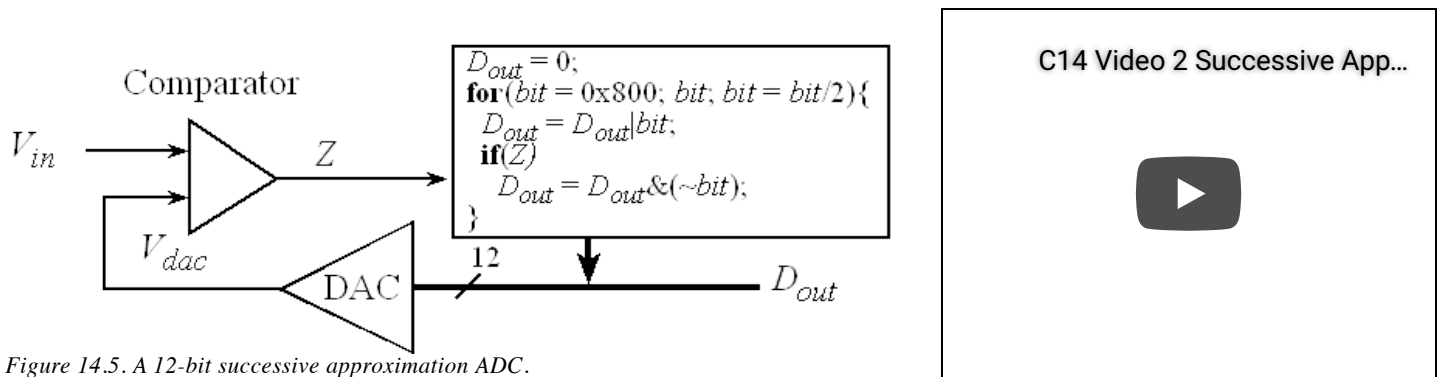 Comparator
V_in
Z
V_dac
DAC
12
D_out = 0;
for(bit = 0x800; bit; bit = bit/2){
D_out = D_out|bit;
if(Z)
D_out = D_out&(~bit);
}
D_out
Figure 14.5. A 12-bit successive approximation ADC.
C14 Video 2 Successive App...